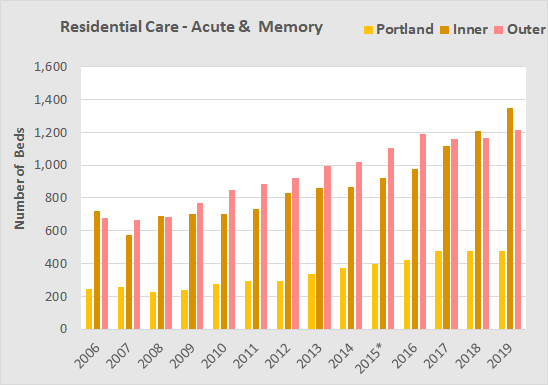 Residential Care - Acute & Memory
Portland Inner Outer
Number of Beds
1,600
1,400
1,200
1,000
800
600
400
200
0
2006 2007 2008 2009 2010 2011 2012 2013 2014 2015* 2016 2017 2018 2019